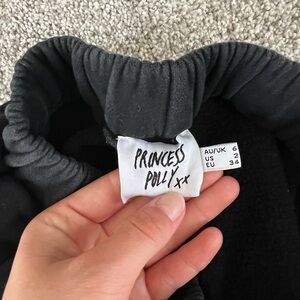 PRINCESS
POLLY xx
AU/UK 6
US 2
EU 34